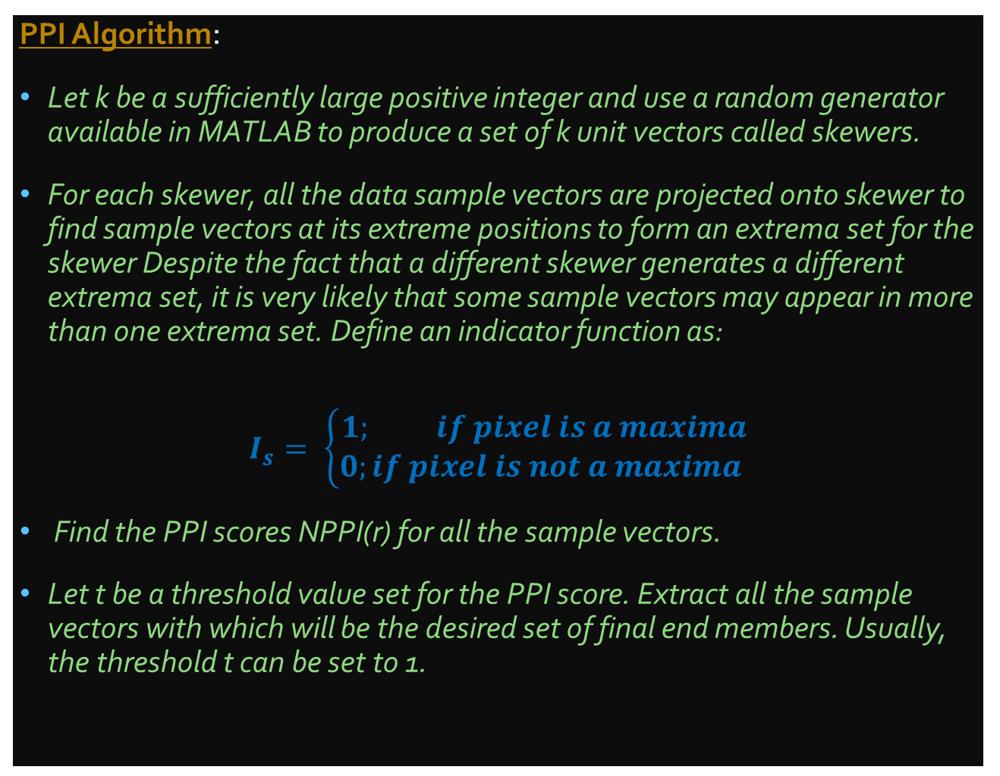 PPI Algorithm:
• Let k be a sufficiently large positive integer and use a random generator
available in MATLAB to produce a set of k unit vectors called skewers.
• For each skewer, all the data sample vectors are projected onto skewer to
find sample vectors at its extreme positions to form an extrema set for the
skewer Despite the fact that a different skewer generates a different
extrema set, it is very likely that some sample vectors may appear in more
than one extrema set. Define an indicator function as:
I_s = { 1; if pixel is a maxima
0; if pixel is not a maxima
• Find the PPI scores NPPI(r) for all the sample vectors.
• Let t be a threshold value set for the PPI score. Extract all the sample
vectors with which will be the desired set of final end members. Usually,
the threshold t can be set to 1.